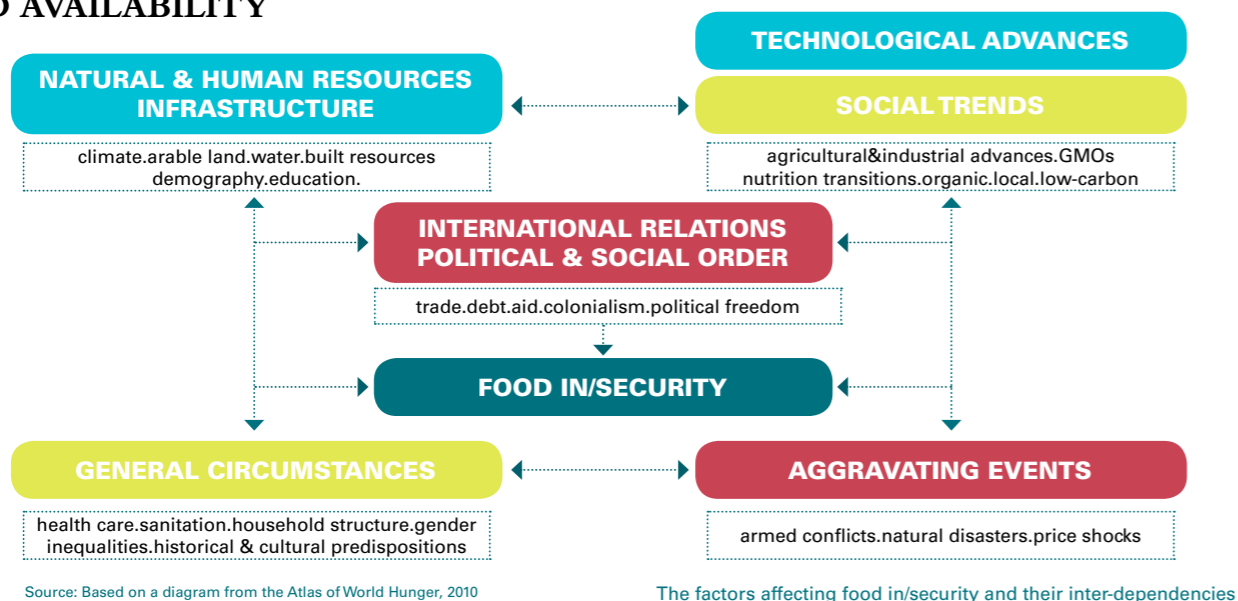 AVAILABILITY
TECHNOLOGICAL ADVANCES
NATURAL & HUMAN RESOURCES
INFRASTRUCTURE
SOCIAL TRENDS
climate.arable land.water.built resources
demography.education.
agricultural&industrial advances.GMOs
nutrition transitions.organic.local.low-carbon
INTERNATIONAL RELATIONS
POLITICAL & SOCIAL ORDER
trade.debt.aid.colonialism.political freedom
FOOD IN/SECURITY
GENERAL CIRCUMSTANCES
AGGRAVATING EVENTS
health care.sanitation.household structure.gender
inequalities.historical & cultural predispositions
armed conflicts.natural disasters.price shocks
Source: Based on a diagram from the Atlas of World Hunger, 2010
The factors affecting food in/security and their inter-dependencies